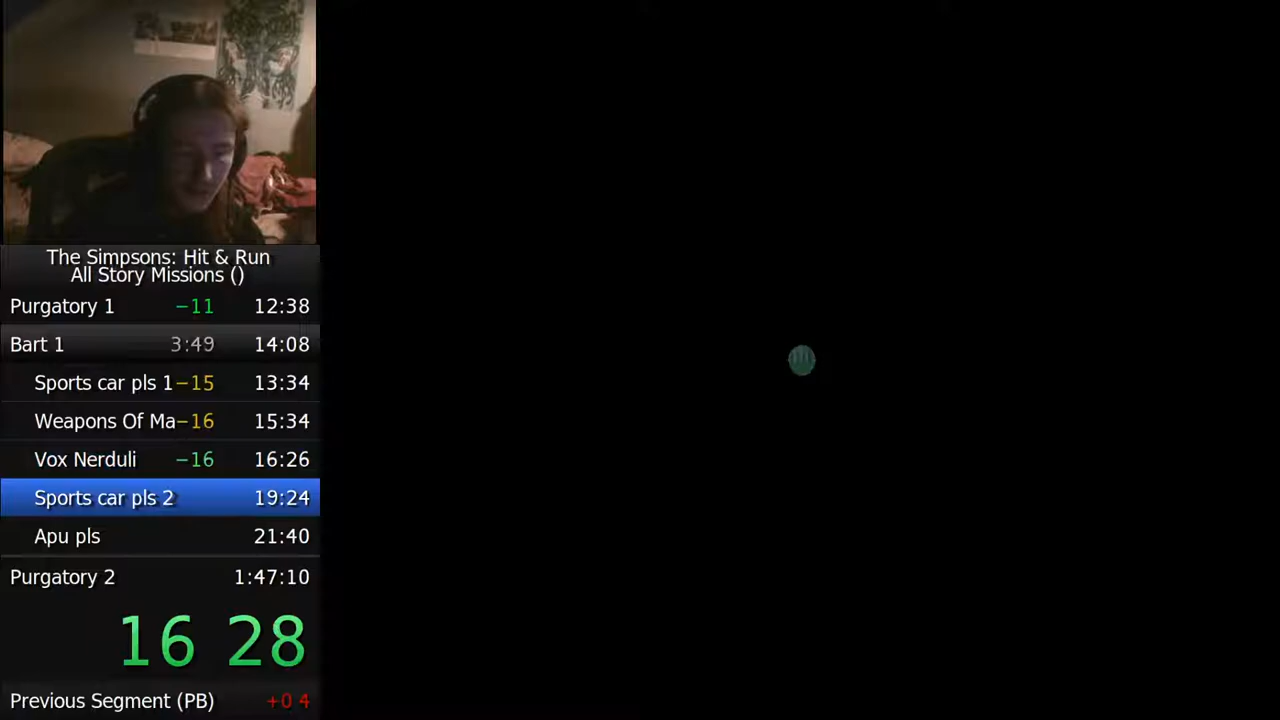 The Simpsons: Hit & Run
All Story Missions ()
Purgatory 1 -11 12:38
Bart 1 3:49 14:08
Sports car pls 1 -15 13:34
Weapons Of Ma -16 15:34
Vox Nerduli -16 16:26
Sports car pls 2 19:24
Apu pls 21:40
Purgatory 2 1:47:10
16 28
Previous Segment (PB) +0 4